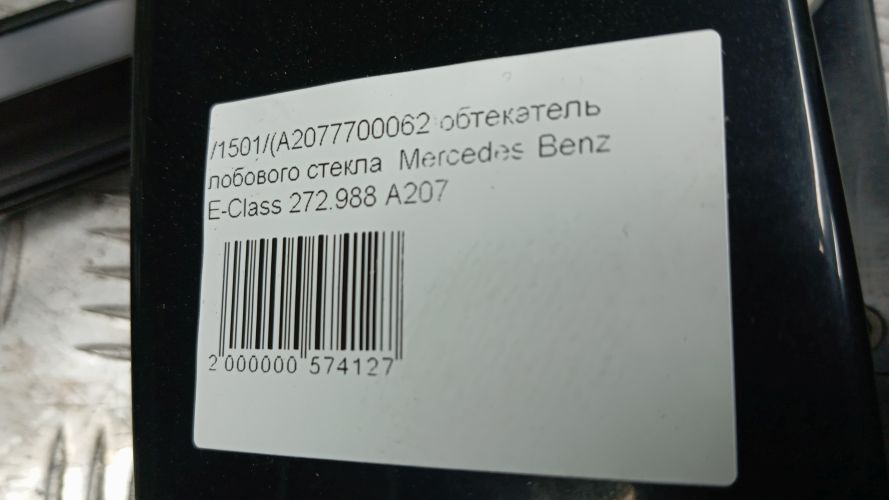 /1501/(A2077700062 обтекатель
лобового стекла Mercedes Benz
E-Class 272.988 A207
2 000000 574127